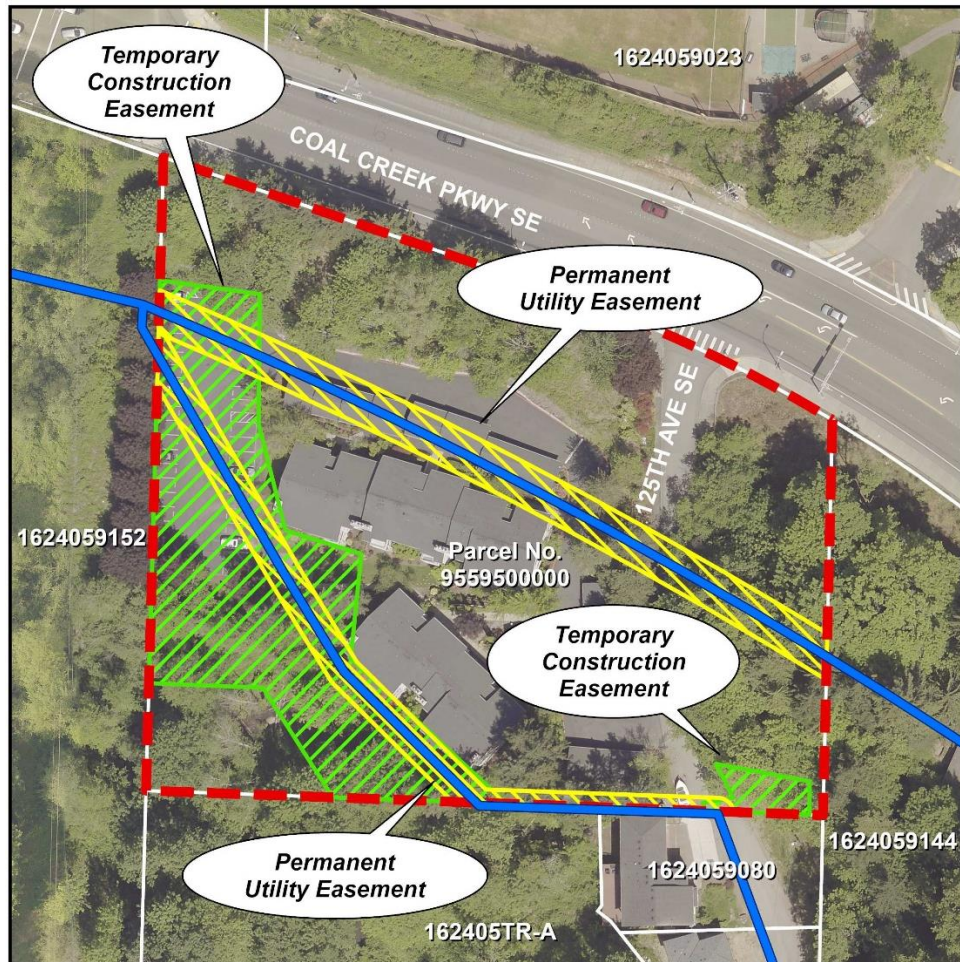 1624059023
Temporary
Construction
Easement
COAL CREEK PKWY SE
Permanent
Utility Easement
125TH AVE SE
1624059152
Parcel No.
9559500000
Temporary
Construction
Easement
1624059144
1624059080
Permanent
Utility Easement
162405TR-A